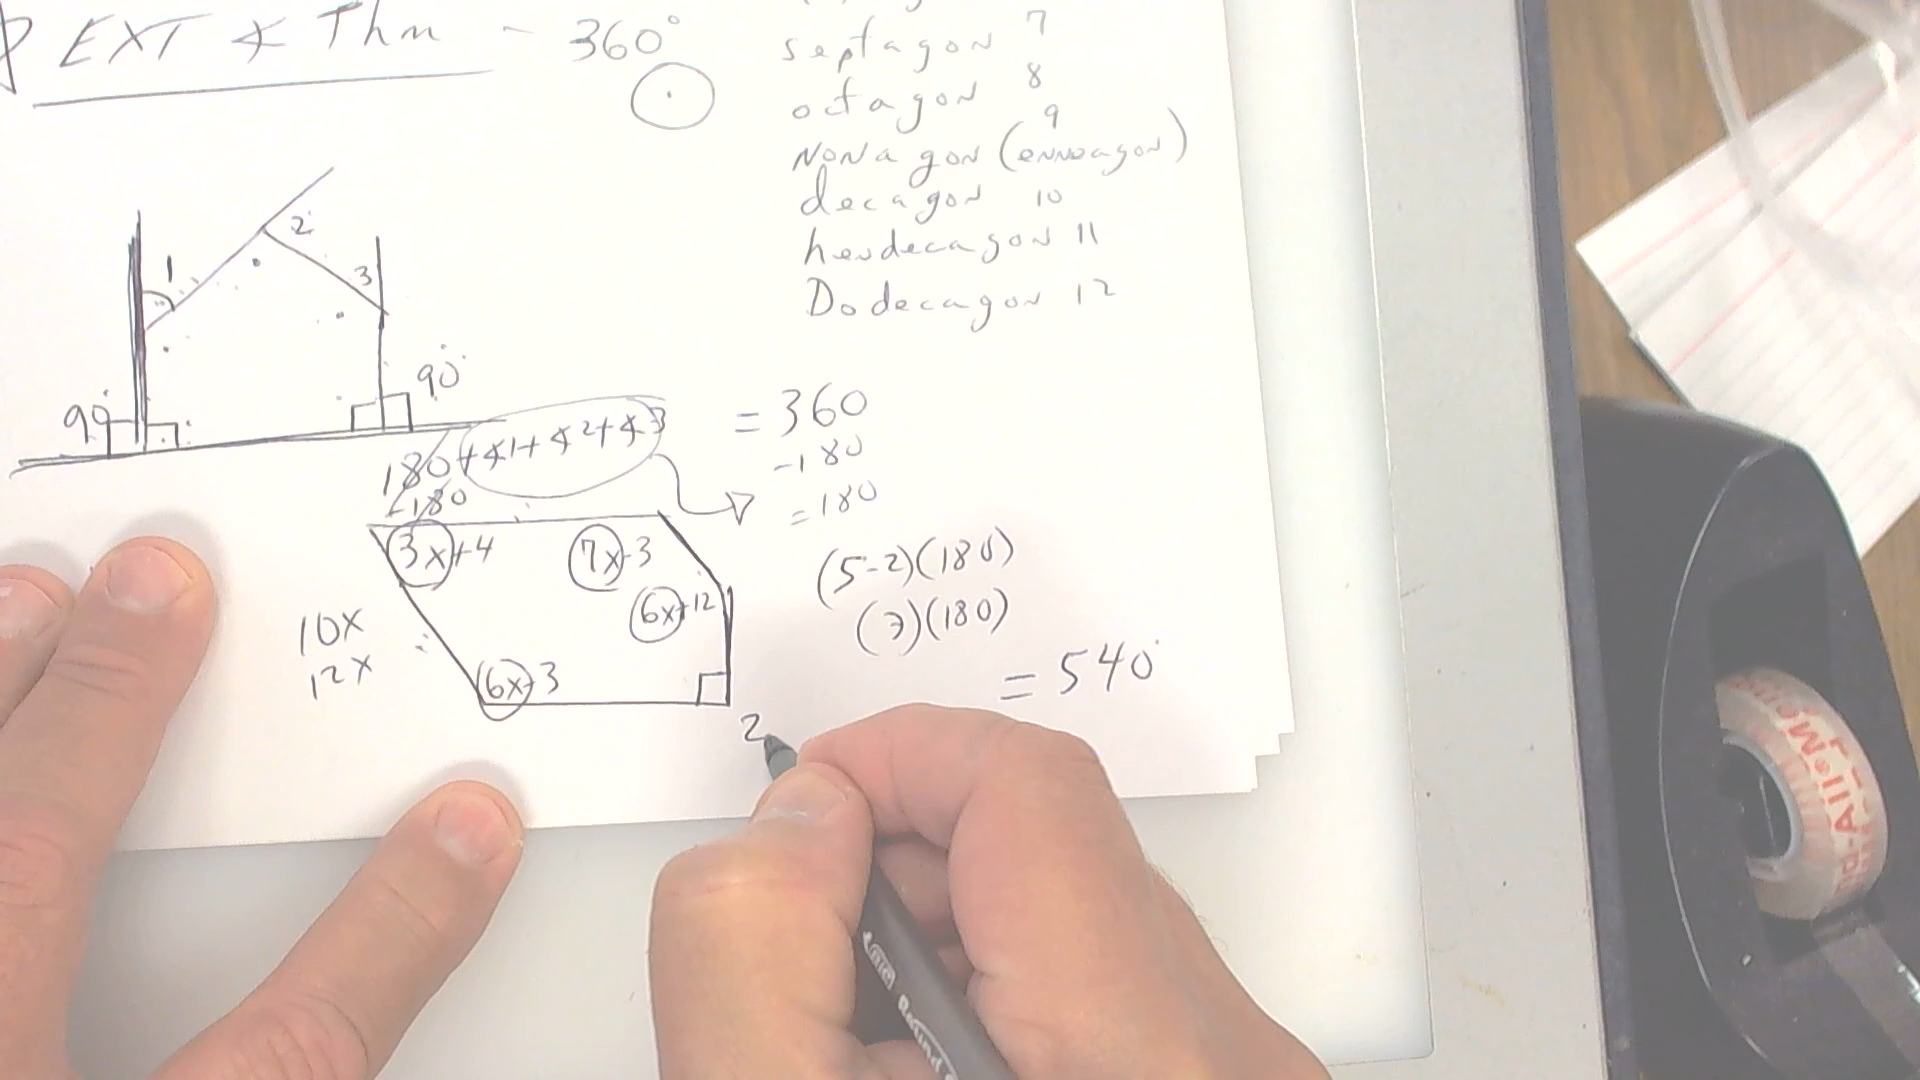 EXT ∢ Thm - 360°
septagon 7
octagon 8
9
Nonagon (enneagon)
decagon 10
hendecagon 11
Dodecagon 12
1
2
3
90°
90°
180+∢1+∢2+∢3 = 360
-180 -180
= 180
3x+4
7x-3
6x+12
6x-3
10x
12x
(5-2)(180)
(3)(180)
= 540°
2